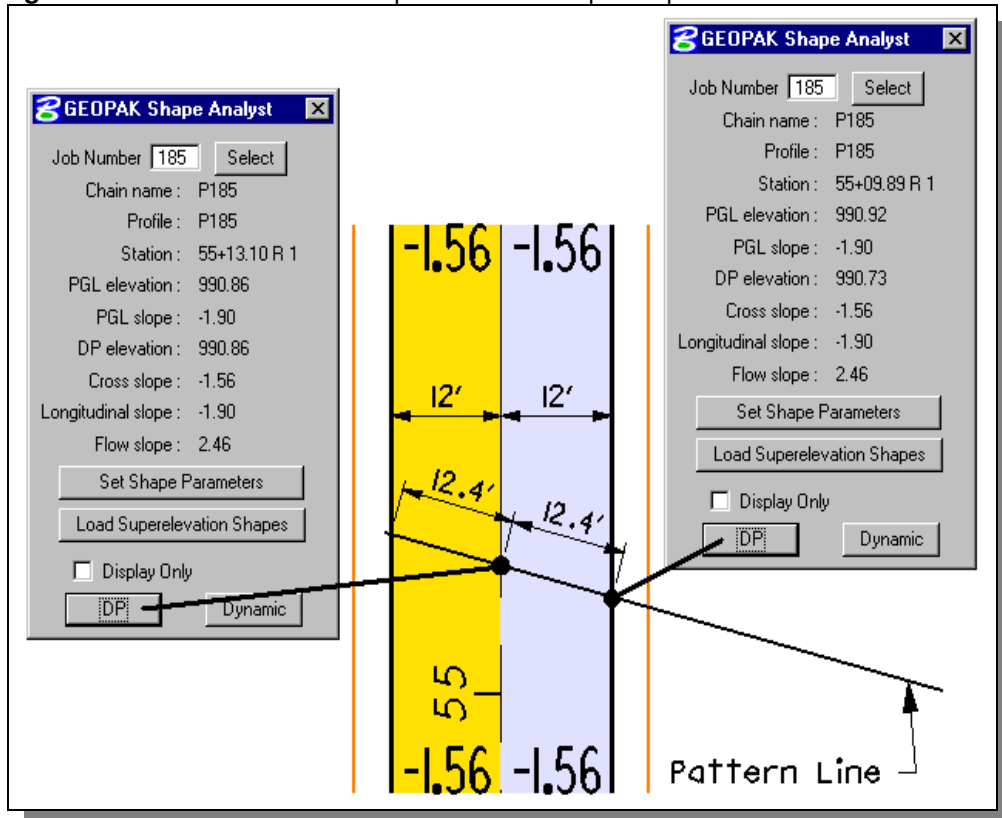 GEOPAK Shape Analyst
Job Number 185 Select
Chain name : P185
Profile : P185
Station : 55+13.10 R 1
PGL elevation : 990.86
PGL slope : -1.90
DP elevation : 990.86
Cross slope : -1.56
Longitudinal slope : -1.90
Flow slope : 2.46
Set Shape Parameters
Load Superelevation Shapes
Display Only
DP Dynamic
GEOPAK Shape Analyst
Job Number 185 Select
Chain name : P185
Profile : P185
Station : 55+09.89 R 1
PGL elevation : 990.92
PGL slope : -1.90
DP elevation : 990.73
Cross slope : -1.56
Longitudinal slope : -1.90
Flow slope : 2.46
Set Shape Parameters
Load Superelevation Shapes
Display Only
DP Dynamic
-1.56 -1.56
12' 12'
12.4' 12.4'
55
-1.56 -1.56
Pattern Line